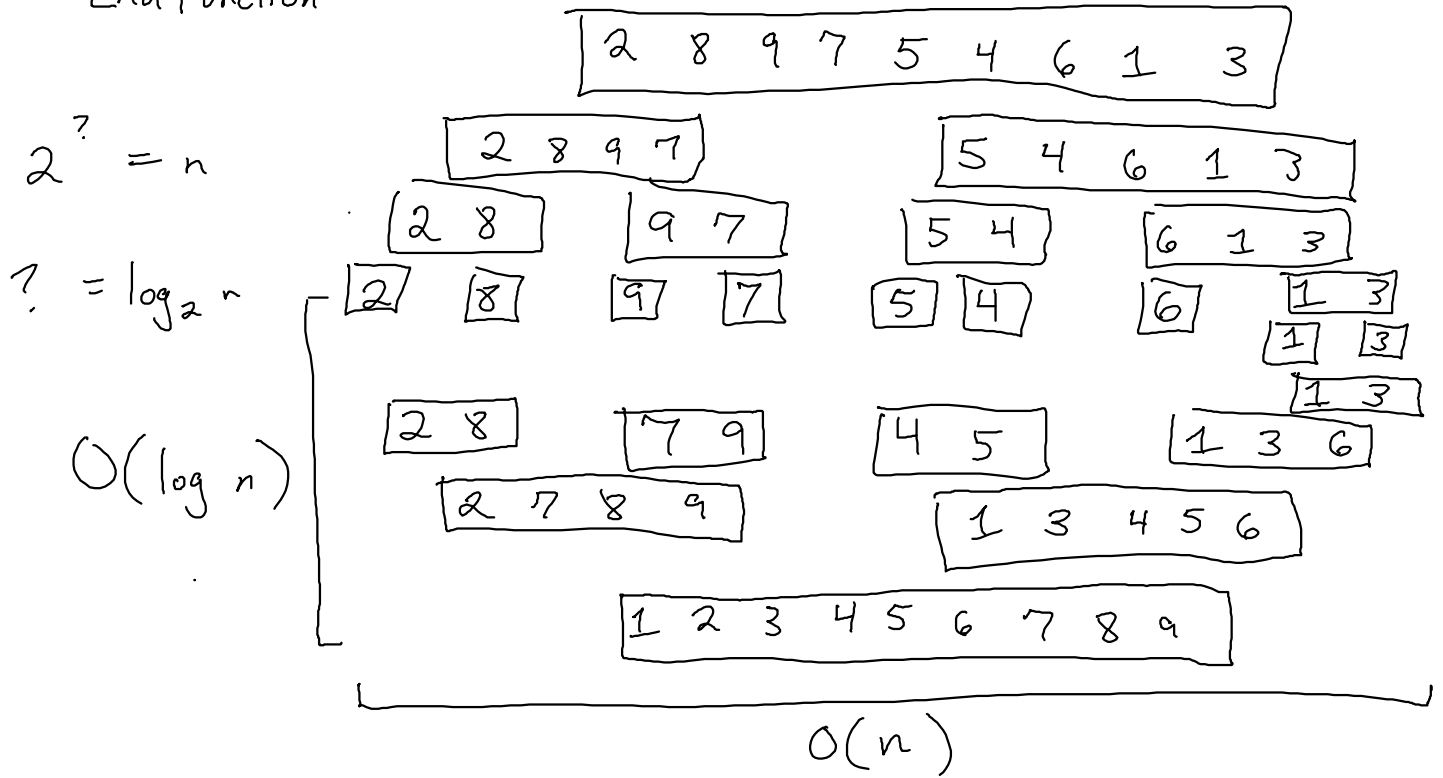 End Function
2 8 9 7 5 4 6 1 3
2 8 9 7 5 4 6 1 3
2^? = n
2 8 9 7 5 4 6 1 3
? = log₂ n
2 8 9 7 5 4 6 1 3
1 3
1 3
2 8 7 9 4 5 1 3 6
O(log n)
2 7 8 9 1 3 4 5 6
1 2 3 4 5 6 7 8 9
O(n)